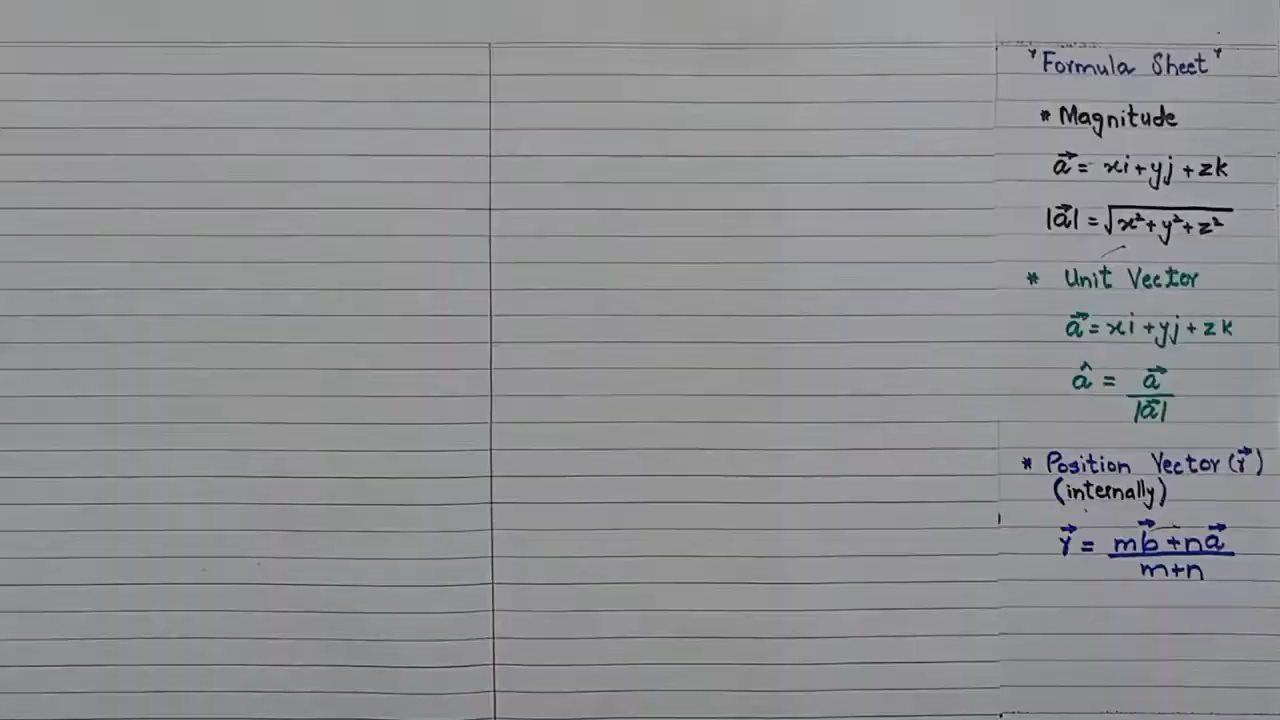 "Formula Sheet"
* Magnitude
a⃗ = xi + yj + zk
|a⃗| = √x² + y² + z²
* Unit Vector
a⃗ = xi + yj + zk
â = a⃗
|a⃗|
* Position Vector (r⃗)
(internally)
r⃗ = mb⃗ + na⃗
m+n